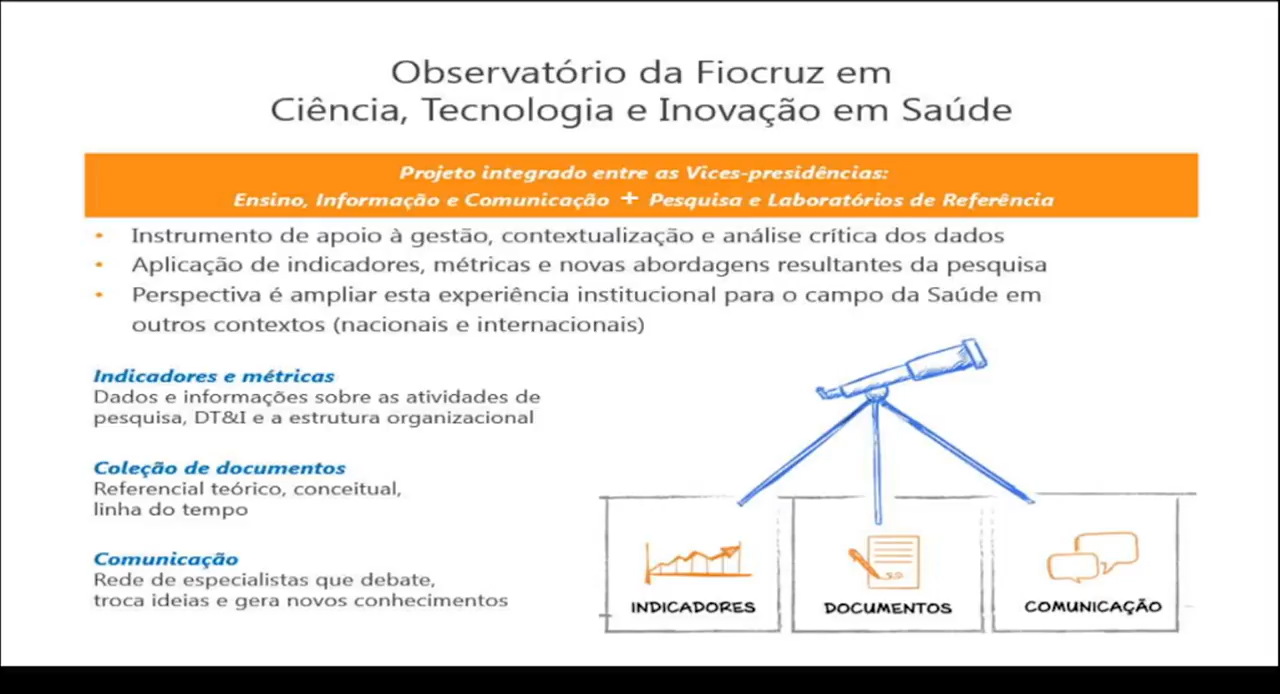 Observatório da Fiocruz em
Ciência, Tecnologia e Inovação em Saúde
Projeto integrado entre as Vices-presidências:
Ensino, Informação e Comunicação + Pesquisa e Laboratórios de Referência
• Instrumento de apoio à gestão, contextualização e análise crítica dos dados
• Aplicação de indicadores, métricas e novas abordagens resultantes da pesquisa
• Perspectiva é ampliar esta experiência institucional para o campo da Saúde em
outros contextos (nacionais e internacionais)
Indicadores e métricas
Dados e informações sobre as atividades de
pesquisa, DT&I e a estrutura organizacional
Coleção de documentos
Referencial teórico, conceitual,
linha do tempo
Comunicação
Rede de especialistas que debate,
troca ideias e gera novos conhecimentos
INDICADORES
DOCUMENTOS
COMUNICAÇÃO